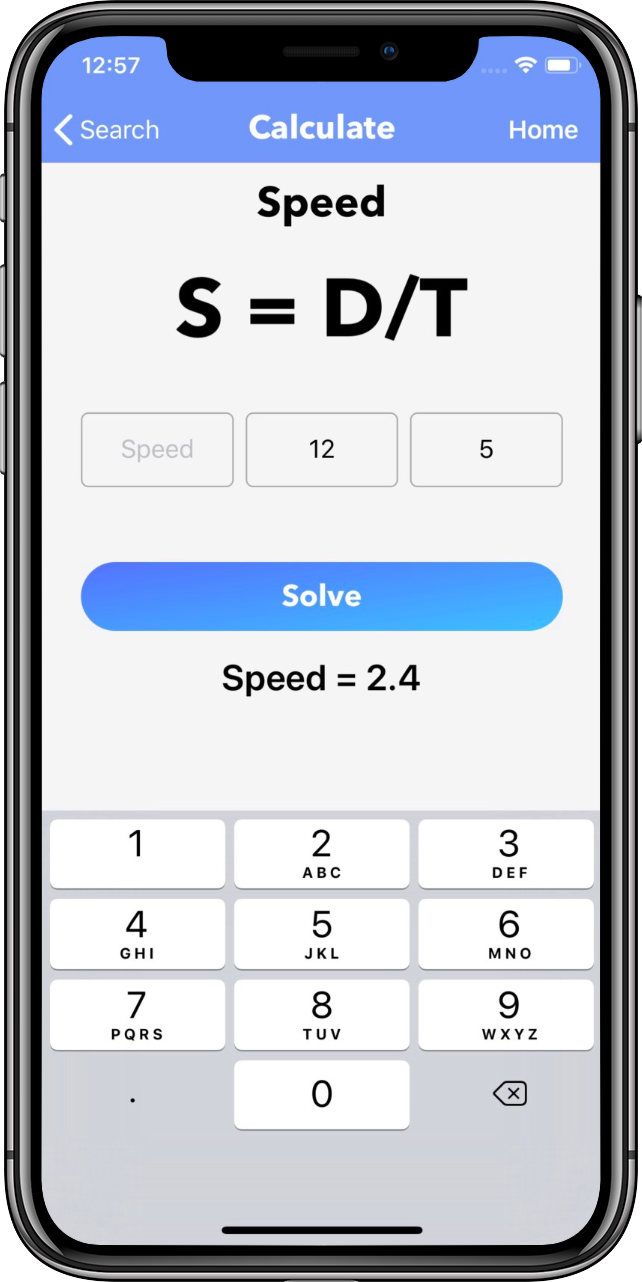 12:57
Search Calculate Home
Speed
S = D/T
Speed 12 5
Solve
Speed = 2.4
1 2 3
ABC DEF
4 5 6
GHI JKL MNO
7 8 9
PQRS TUV WXYZ
. 0